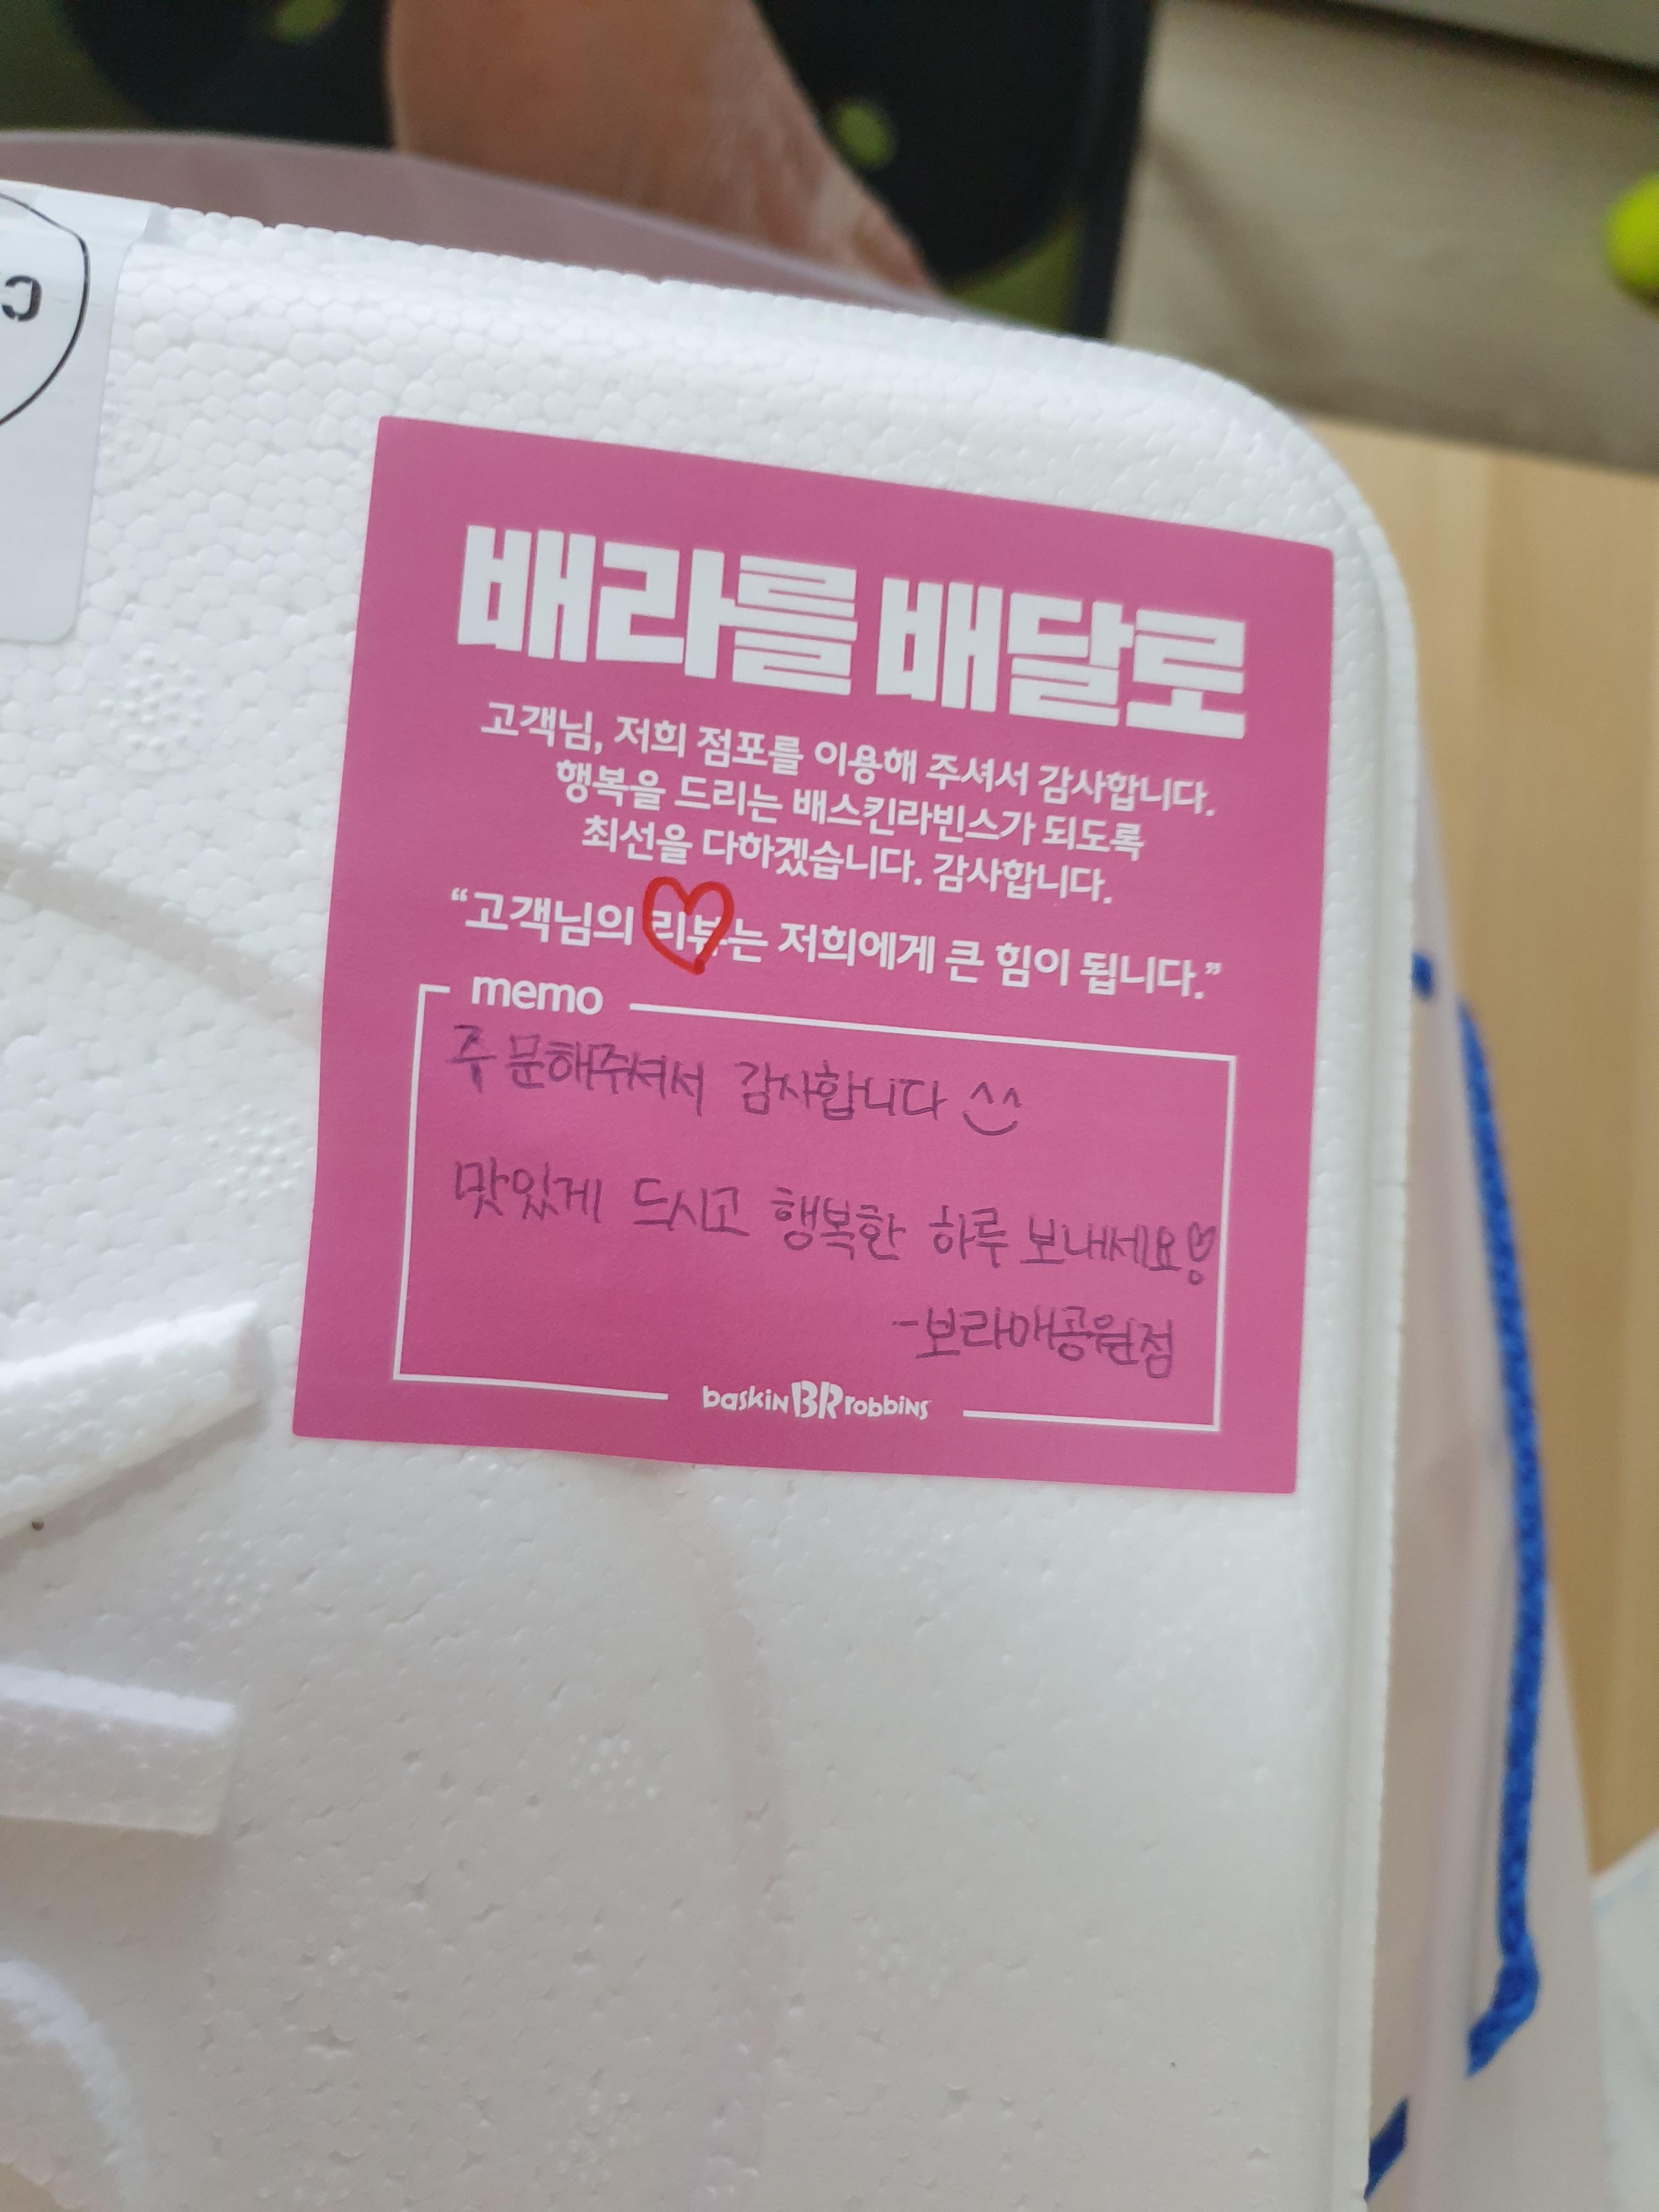 배라를 배달로
고객님, 저희 점포를 이용해 주셔서 감사합니다.
행복을 드리는 배스킨라빈스가 되도록
최선을 다하겠습니다. 감사합니다.
“고객님의 리뷰는 저희에게 큰 힘이 됩니다.”
memo
주문해주셔서 감사합니다 ^^
맛있게 드시고 행복한 하루 보내세요♡
-보라매공원점
baskin BR robbins